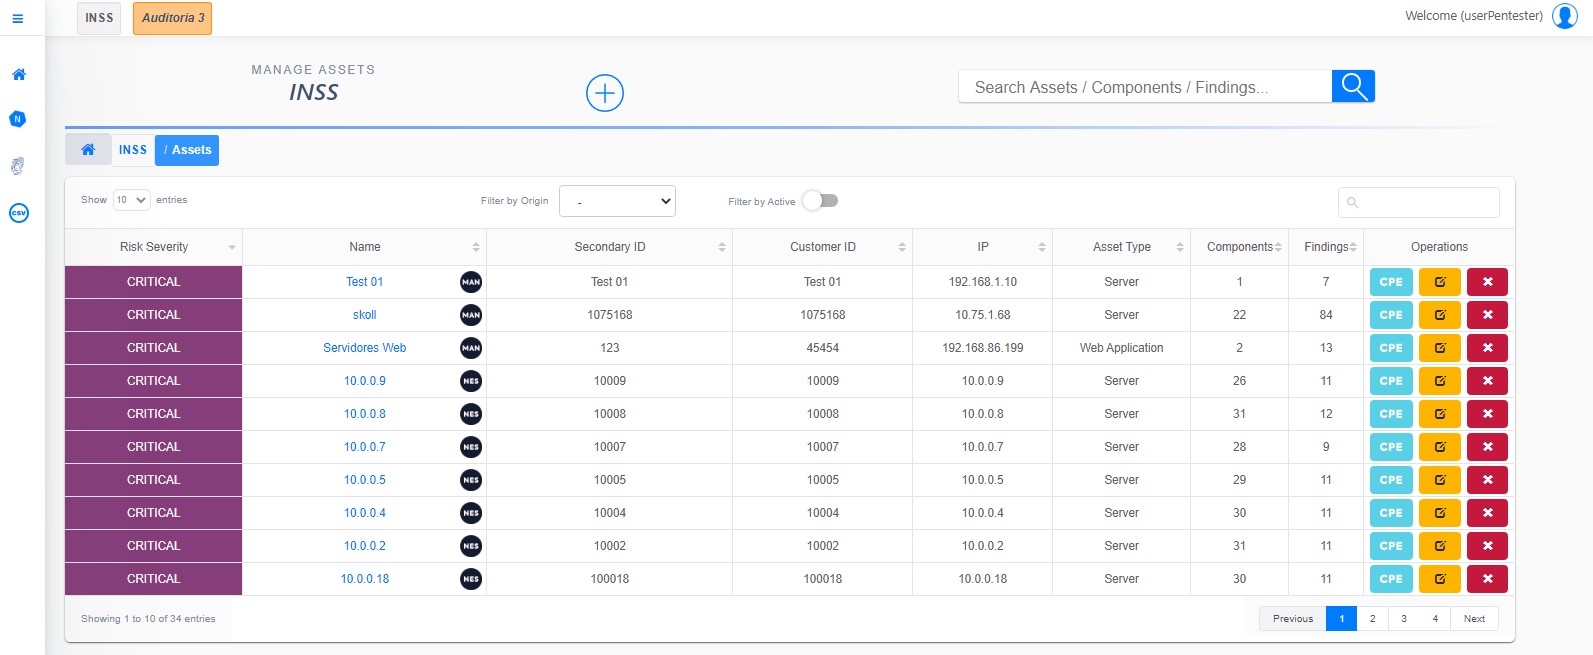 INSS Auditoria 3 Welcome (userPentester)
MANAGE ASSETS
INSS
Search Assets / Components / Findings...
N
INSS / Assets
CSV
Show 10 entries Filter by Origin - Filter by Active
Risk Severity Name Secondary ID Customer ID IP Asset Type Components Findings Operations
CRITICAL Test 01 MAN Test 01 Test 01 192.168.1.10 Server 1 7 CPE
CRITICAL skoll MAN 1075168 1075168 10.75.1.68 Server 22 84 CPE
CRITICAL Servidores Web MAN 123 45454 192.168.86.199 Web Application 2 13 CPE
CRITICAL 10.0.0.9 NES 10009 10009 10.0.0.9 Server 26 11 CPE
CRITICAL 10.0.0.8 NES 10008 10008 10.0.0.8 Server 31 12 CPE
CRITICAL 10.0.0.7 NES 10007 10007 10.0.0.7 Server 28 9 CPE
CRITICAL 10.0.0.5 NES 10005 10005 10.0.0.5 Server 29 11 CPE
CRITICAL 10.0.0.4 NES 10004 10004 10.0.0.4 Server 30 11 CPE
CRITICAL 10.0.0.2 NES 10002 10002 10.0.0.2 Server 31 11 CPE
CRITICAL 10.0.0.18 NES 100018 100018 10.0.0.18 Server 30 11 CPE
Showing 1 to 10 of 34 entries Previous 1 2 3 4 Next